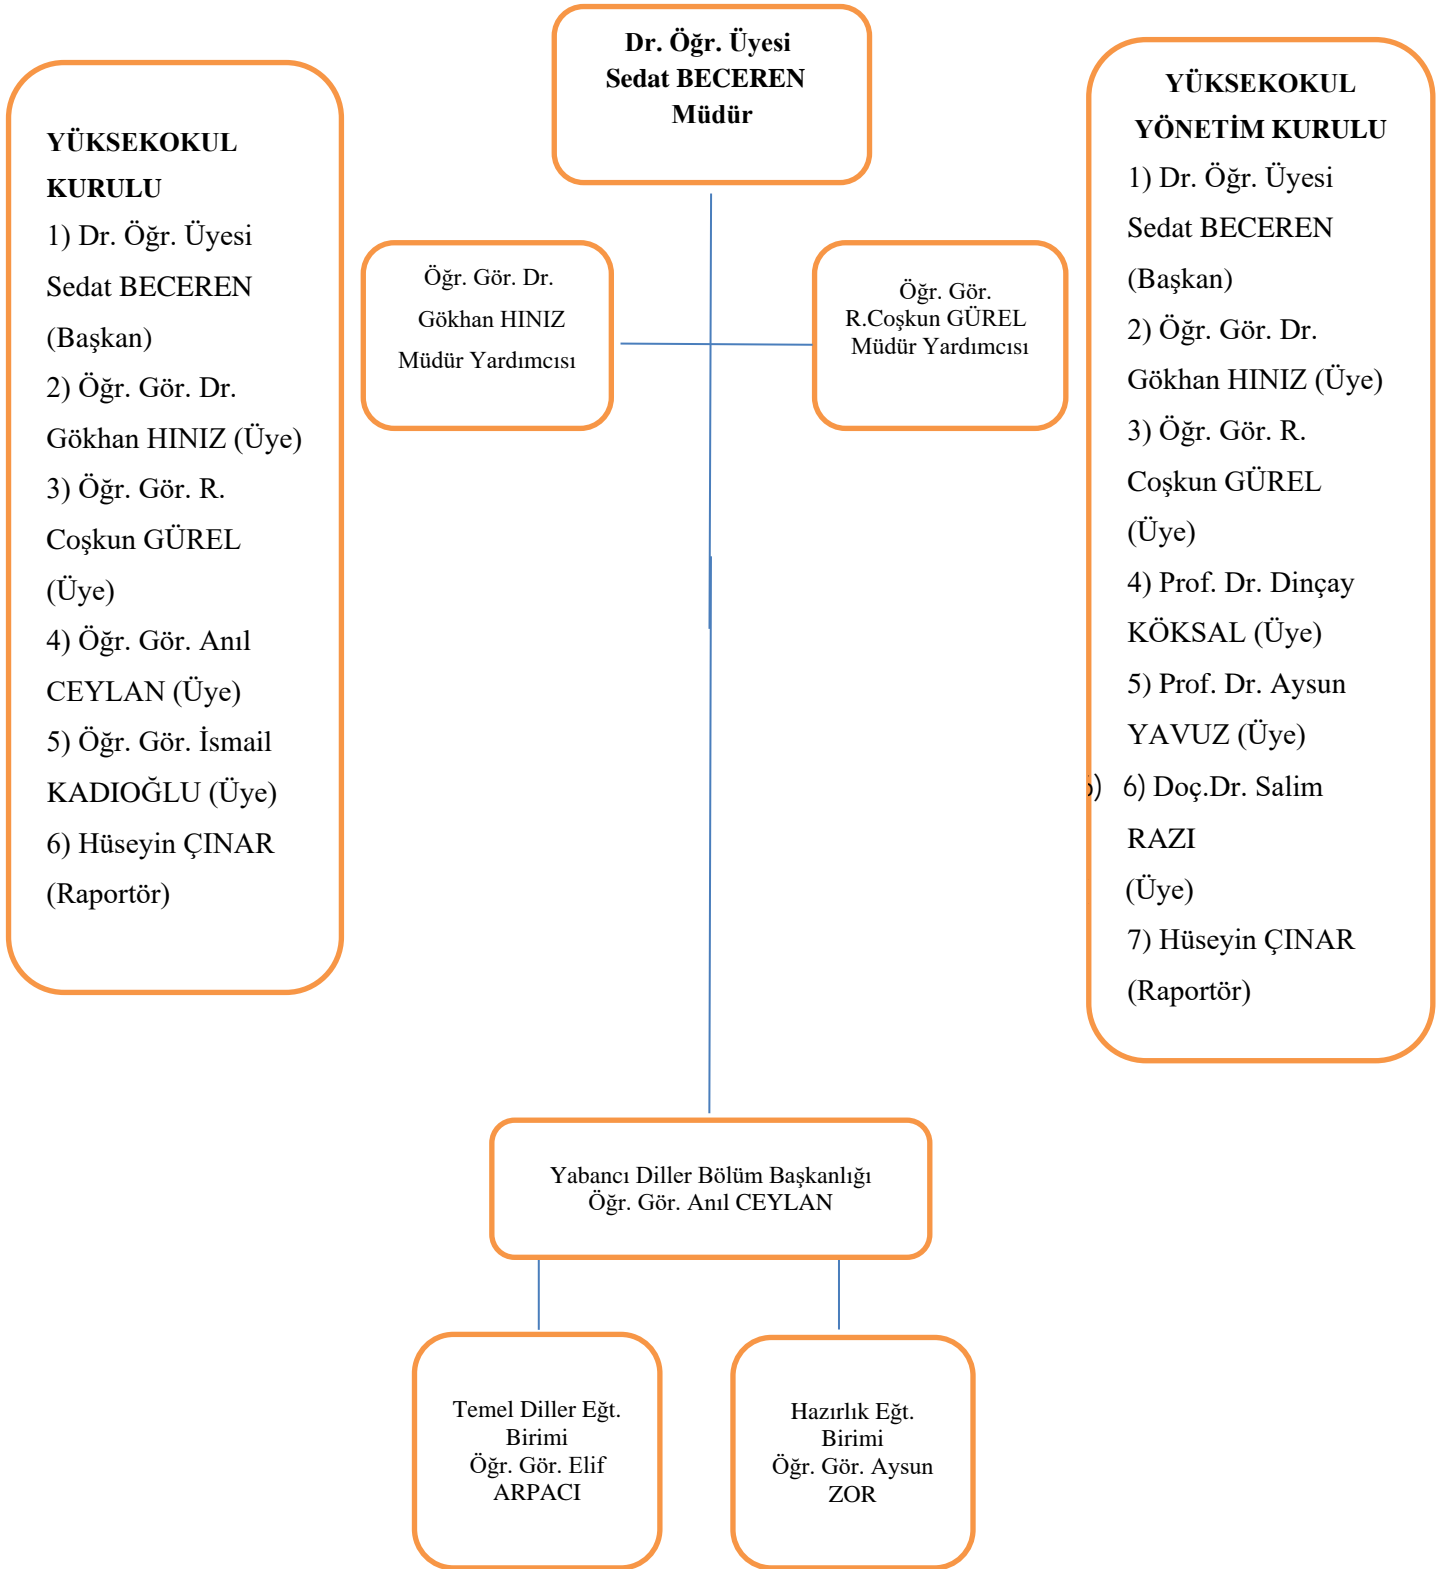 Dr. Öğr. Üyesi
Sedat BECEREN
Müdür
YÜKSEKOKUL
KURULU
1) Dr. Öğr. Üyesi
Sedat BECEREN
(Başkan)
2) Öğr. Gör. Dr.
Gökhan HINIZ (Üye)
3) Öğr. Gör. R.
Coşkun GÜREL
(Üye)
4) Öğr. Gör. Anıl
CEYLAN (Üye)
5) Öğr. Gör. İsmail
KADIOĞLU (Üye)
6) Hüseyin ÇINAR
(Raportör)
Öğr. Gör. Dr.
Gökhan HINIZ
Müdür Yardımcısı
Öğr. Gör.
R.Coşkun GÜREL
Müdür Yardımcısı
YÜKSEKOKUL
YÖNETİM KURULU
1) Dr. Öğr. Üyesi
Sedat BECEREN
(Başkan)
2) Öğr. Gör. Dr.
Gökhan HINIZ (Üye)
3) Öğr. Gör. R.
Coşkun GÜREL
(Üye)
4) Prof. Dr. Dinçay
KÖKSAL (Üye)
5) Prof. Dr. Aysun
YAVUZ (Üye)
6) Doç.Dr. Salim
RAZI
(Üye)
7) Hüseyin ÇINAR
(Raportör)
Yabancı Diller Bölüm Başkanlığı
Öğr. Gör. Anıl CEYLAN
Temel Diller Eğt.
Birimi
Öğr. Gör. Elif
ARPACI
Hazırlık Eğt.
Birimi
Öğr. Gör. Aysun
ZOR